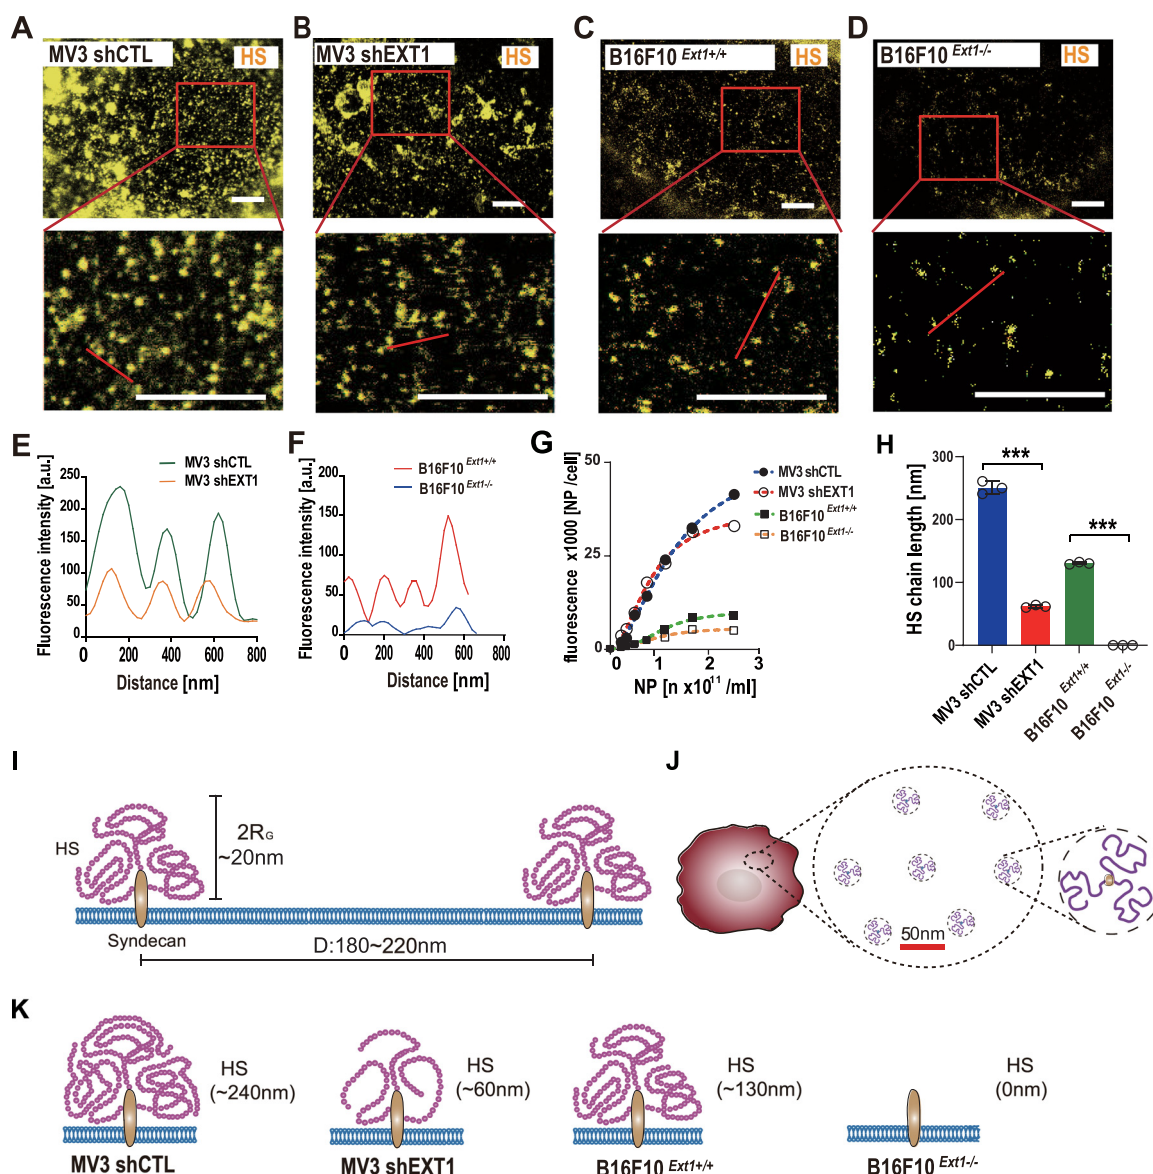 A
MV3 shCTL
HS
B
MV3 shEXT1
HS
C
B16F10 Ext1+/+
HS
D
B16F10 Ext1-/-
HS
E
MV3 shCTL
MV3 shEXT1
Fluorescence intensity [a.u.]
250
200
150
100
50
0
0 200 400 600 800
Distance [nm]
F
B16F10 Ext1+/+
B16F10 Ext1-/-
Fluorescence intensity [a.u.]
200
150
100
50
0
0 200 400 600 800
Distance [nm]
G
fluorescence x1000 [NP /cell]
50
25
0
0 1 2 3
NP [n x10¹¹ /ml]
MV3 shCTL
MV3 shEXT1
B16F10 Ext1+/+
B16F10 Ext1-/-
H
HS chain length [nm]
300
200
100
0
***
***
MV3 shCTL
MV3 shEXT1
B16F10 Ext1+/+
B16F10 Ext1-/-
I
HS
2RG
~20nm
Syndecan
D:180~220nm
J
50nm
K
HS
(~240nm)
MV3 shCTL
HS
(~60nm)
MV3 shEXT1
HS
(~130nm)
B16F10 Ext1+/+
HS
(0nm)
B16F10 Ext1-/-